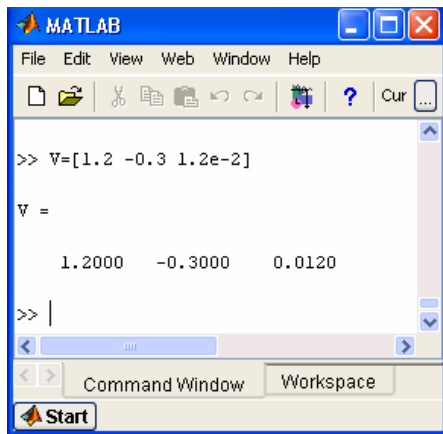 MATLAB
File Edit View Web Window Help
? Cur ...
>> V=[1.2 -0.3 1.2e-2]
V =
1.2000 -0.3000 0.0120
>>
Command Window Workspace
Start